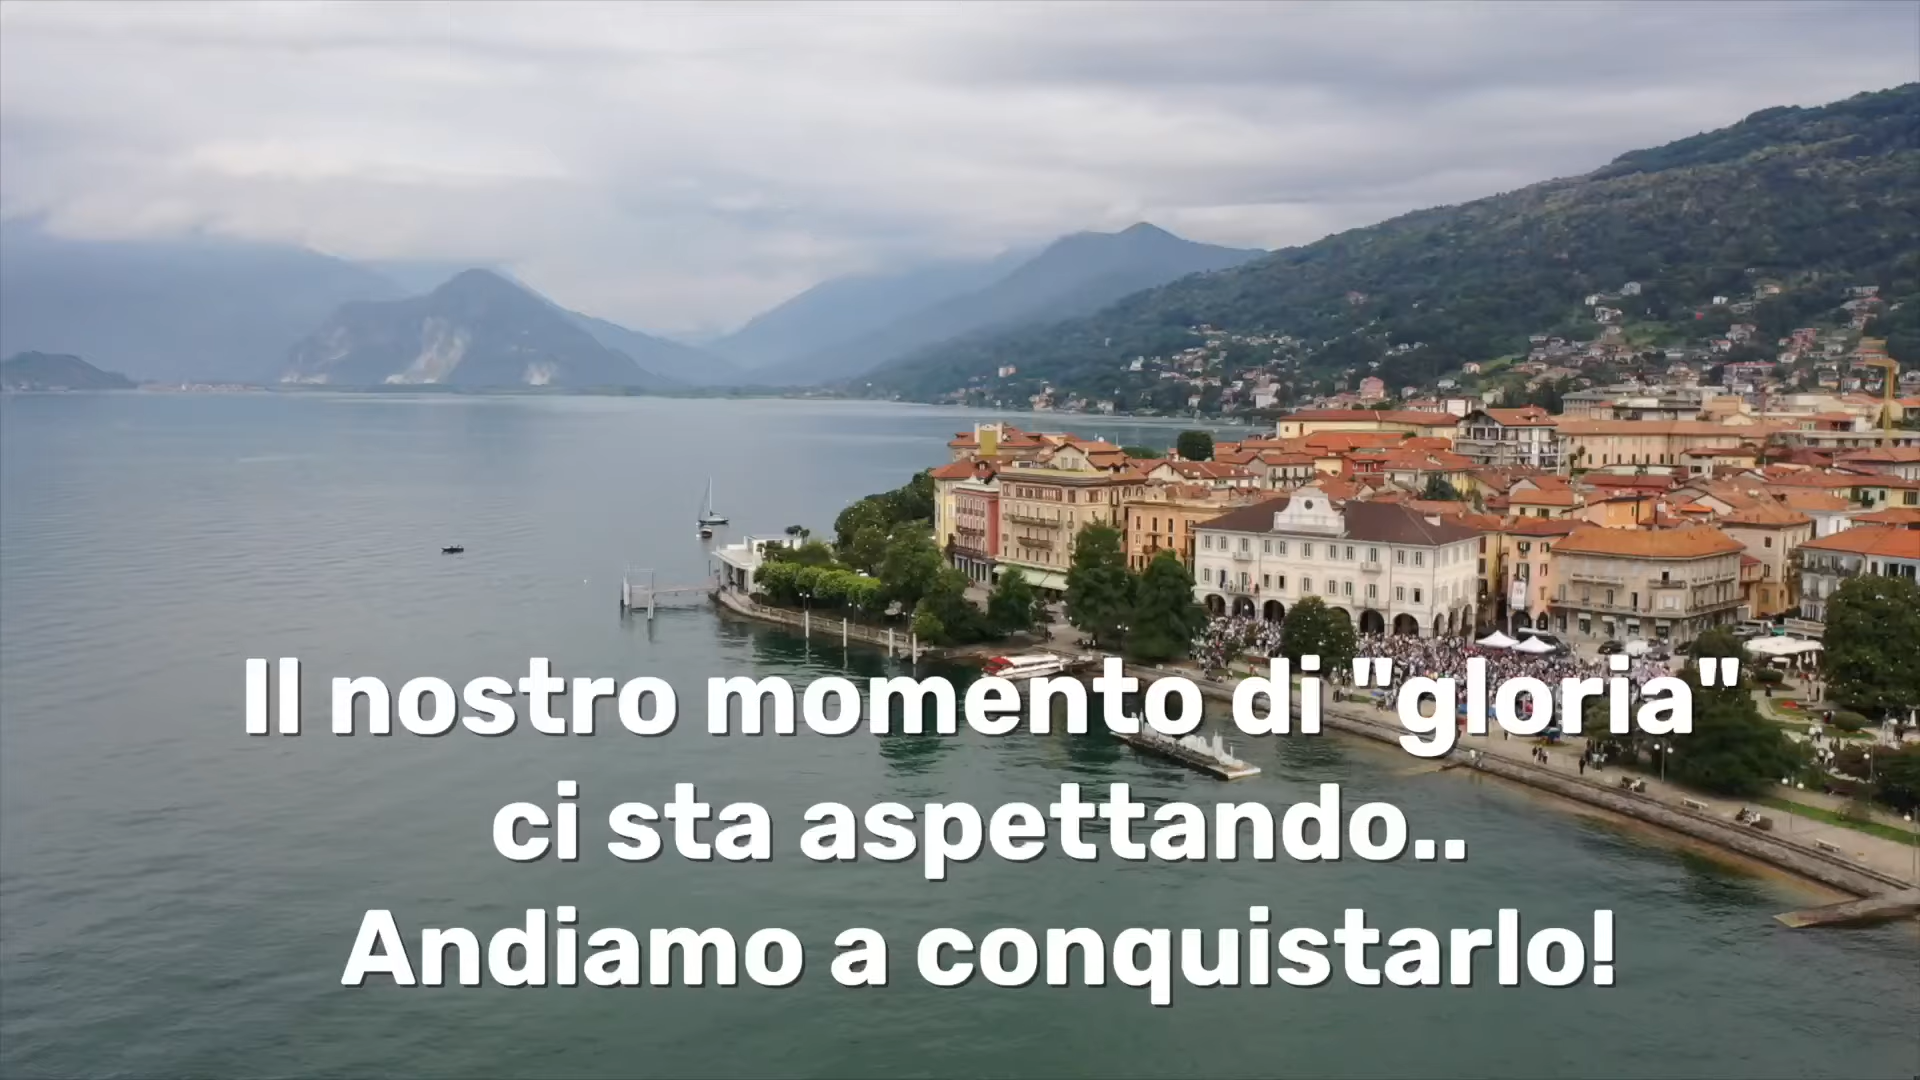 Il nostro momento di "gloria"
ci sta aspettando..
Andiamo a conquistarlo!